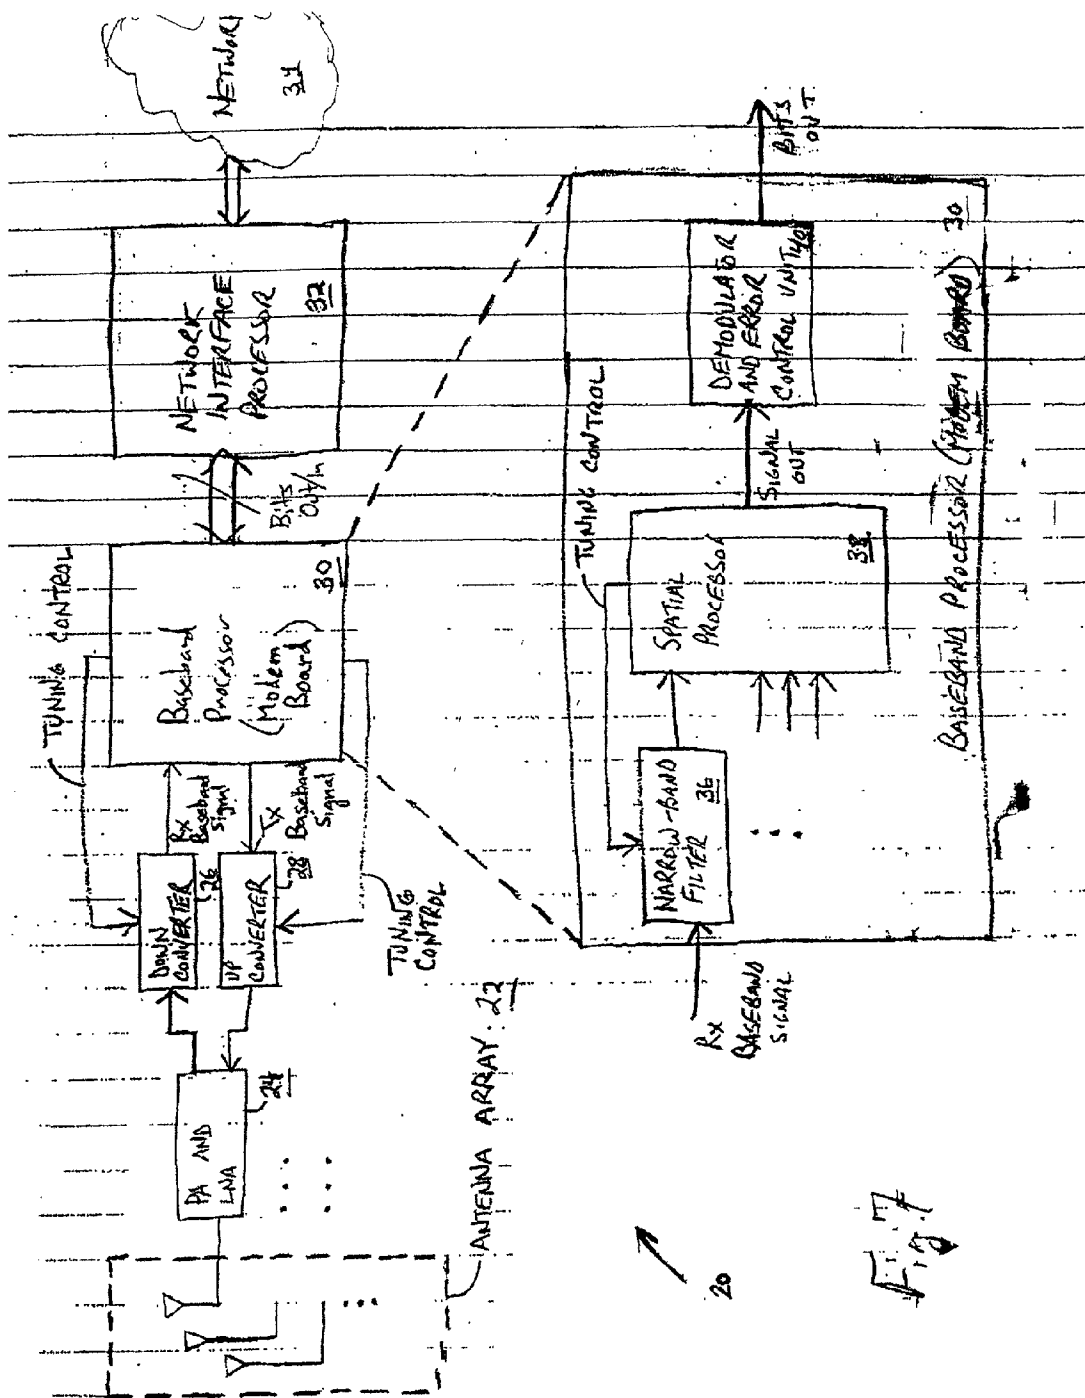 NETWORK
34
NETWORK
INTERFACE
PROCESSOR
32
Bits
Out/In
TUNING CONTROL
Baseband
Processor
(Modem
Board)
30
Rx
Baseband
Signal
Tx
Baseband
Signal
DOWN
CONVERTER
26
UP
CONVERTER
28
TUNING
CONTROL
PA AND
LNA
24
ANTENNA ARRAY: 22
BITS
OUT
DEMODULATOR
AND ERROR
CONTROL UNIT 40
TUNING CONTROL
SIGNAL
OUT
SPATIAL
PROCESSOR
38
NARROW-BAND
FILTER
36
Rx
BASEBAND
SIGNAL
BASEBAND PROCESSOR (MODEM BOARD) 30
20
Fig. 7